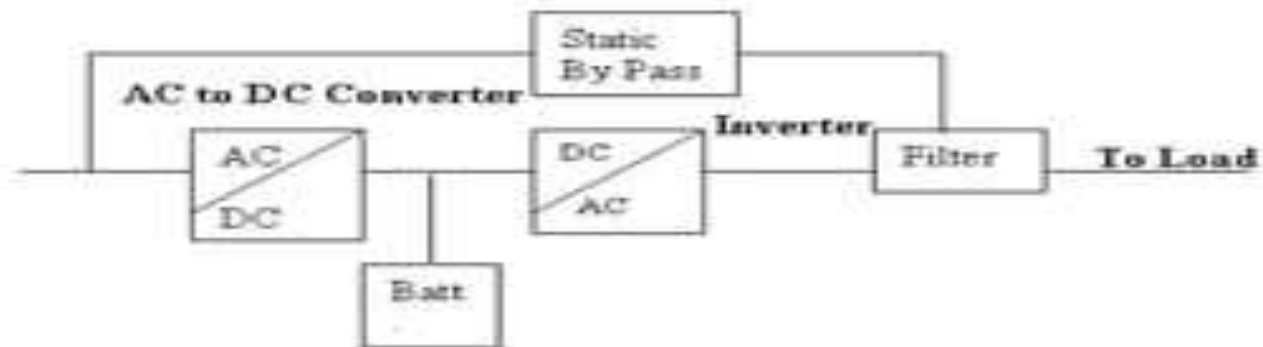 Static
By Pass
AC to DC Converter
Inverter
AC
DC
DC
AC
Filter
To Load
Batt